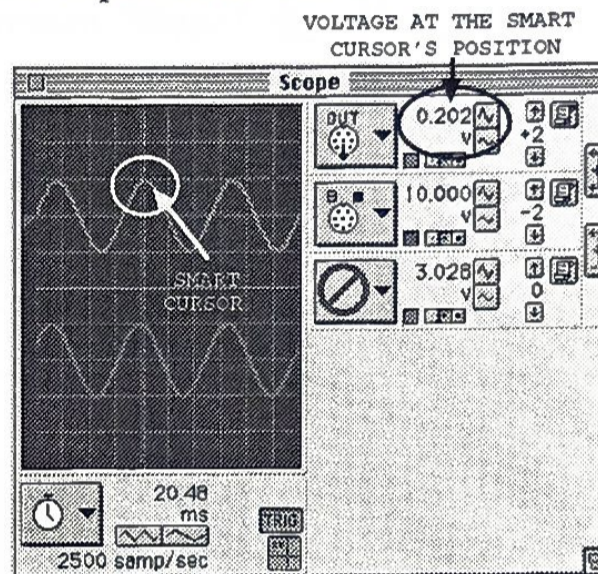 VOLTAGE AT THE SMART
CURSOR'S POSITION
Scope
OUT
0.202
V
+2
B
10.000
V
-2
SMART
CURSOR
3.028
V
0
20.48
ms
TRIG
2500 samp/sec